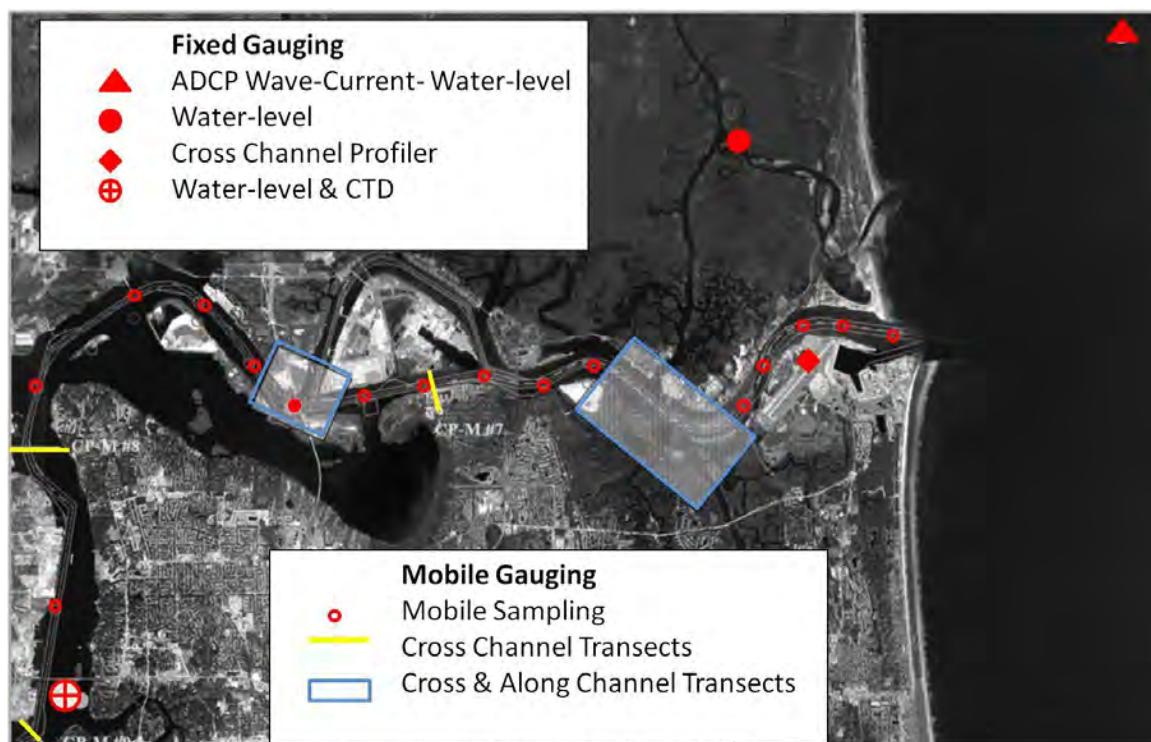 Fixed Gauging
ADCP Wave-Current- Water-level
Water-level
Cross Channel Profiler
Water-level & CTD
CP-M #7
CP-M #8
Mobile Gauging
Mobile Sampling
Cross Channel Transects
Cross & Along Channel Transects